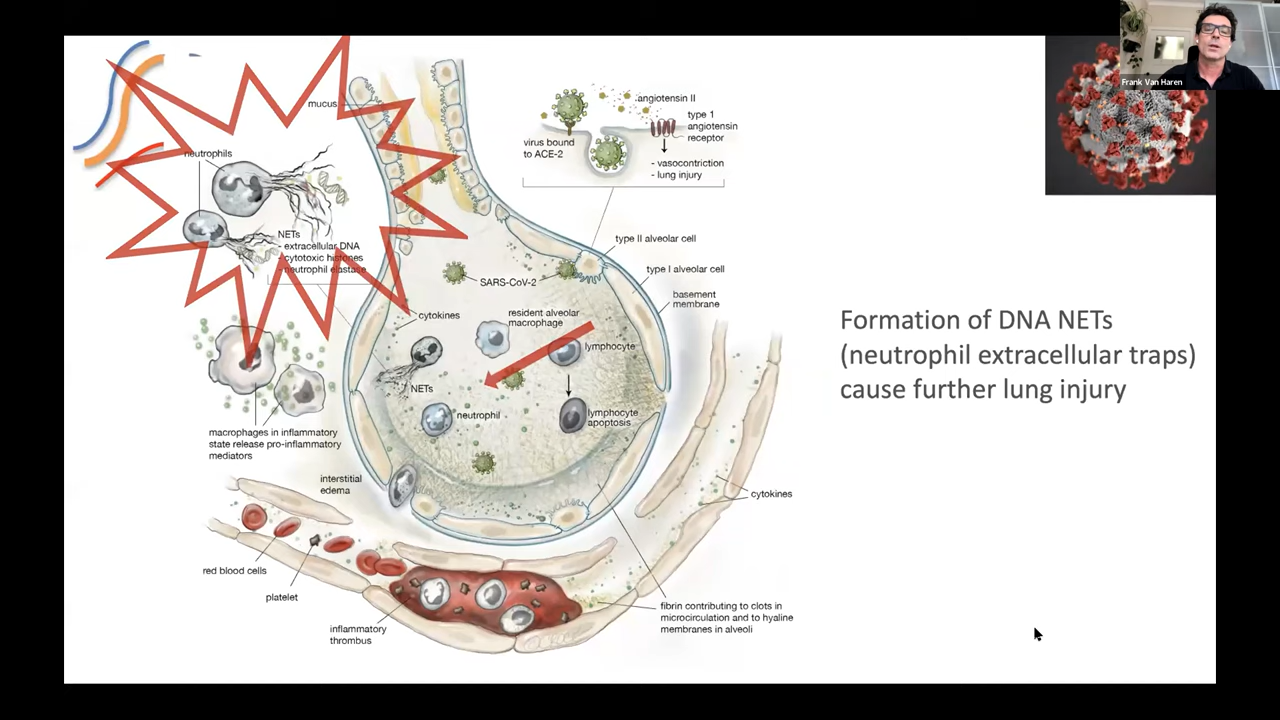 Frank Van Haren
mucus
neutrophils
NETs
- extracellular DNA
- cytotoxic histones
- neutrophil elastase
angiotensin II
type 1
angiotensin
receptor
virus bound
to ACE-2
- vasocontriction
- lung injury
type II alveolar cell
type I alveolar cell
basement
membrane
SARS-CoV-2
cytokines
resident alveolar
macrophage
lymphocyte
NETs
neutrophil
lymphocyte
apoptosis
macrophages in inflammatory
state release pro-inflammatory
mediators
interstitial
edema
cytokines
red blood cells
platelet
inflammatory
thrombus
fibrin contributing to clots in
microcirculation and to hyaline
membranes in alveoli
Formation of DNA NETs
(neutrophil extracellular traps)
cause further lung injury